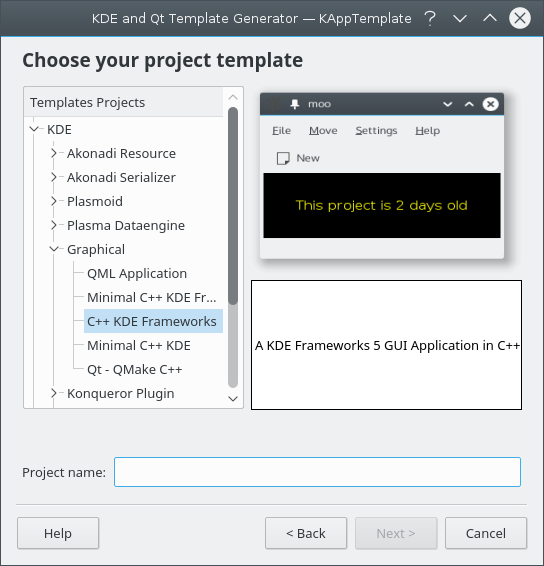 KDE and Qt Template Generator — KAppTemplate
Choose your project template
Templates Projects
KDE
Akonadi Resource
Akonadi Serializer
Plasmoid
Plasma Dataengine
Graphical
QML Application
Minimal C++ KDE Fr...
C++ KDE Frameworks
Minimal C++ KDE
Qt - QMake C++
Konqueror Plugin
moo
File Move Settings Help
New
This project is 2 days old
A KDE Frameworks 5 GUI Application in C++
Project name:
Help < Back Next > Cancel